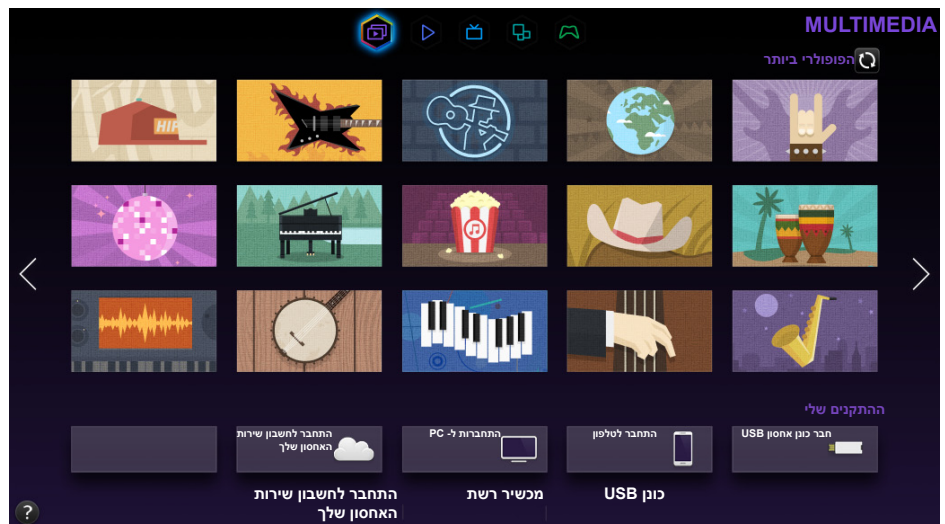 MULTIMEDIA
הפופולרי ביותר
HIP
ההתקנים שלי
חבר כונן אחסון USB
התחבר לטלפון
התחברות ל- PC
התחבר לחשבון שירות
האחסון שלך
כונן USB
מכשיר רשת
התחבר לחשבון שירות
האחסון שלך
?